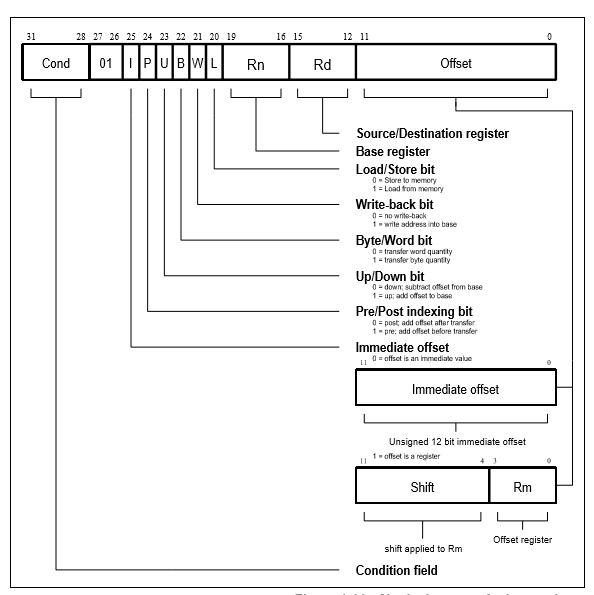 31 28 27 26 25 24 23 22 21 20 19 16 15 12 11 0
Cond 01 I P U B W L Rn Rd Offset
Source/Destination register
Base register
Load/Store bit
0 = Store to memory
1 = Load from memory
Write-back bit
0 = no write-back
1 = write address into base
Byte/Word bit
0 = transfer word quantity
1 = transfer byte quantity
Up/Down bit
0 = down; subtract offset from base
1 = up; add offset to base
Pre/Post indexing bit
0 = post; add offset after transfer
1 = pre; add offset before transfer
Immediate offset
0 = offset is an immediate value
11 0
Immediate offset
Unsigned 12 bit immediate offset
1 = offset is a register
11 4 3 0
Shift Rm
shift applied to Rm
Offset register
Condition field